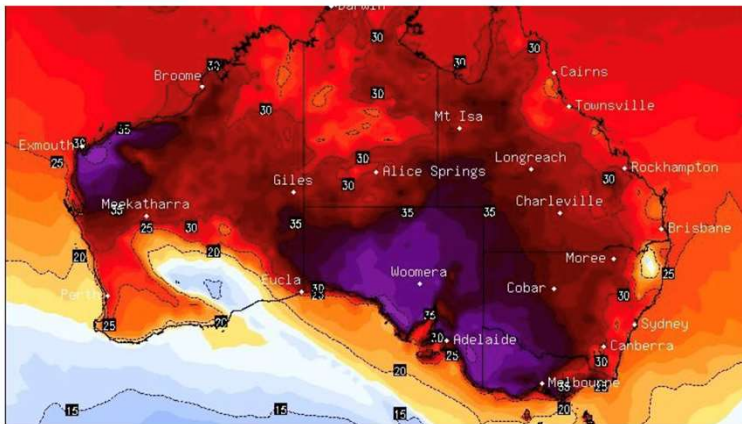 Darwin
30
30
30
Broome
30
Cairns
30
30
30
Townsville
Mt Isa
35
30
Exmouth
25
30
Longreach
Rockhampton
Alice Springs
30
Giles
30
35
35
35
Meekatharra
Charleville
25
30
35
Brisbane
20
20
Moree
25
Eucla
Woomera
30
25
Cobar
30
Perth
25
20
35
Sydney
30
Adelaide
Canberra
30
25
20
Melbourne
35
25
20
15
15
15